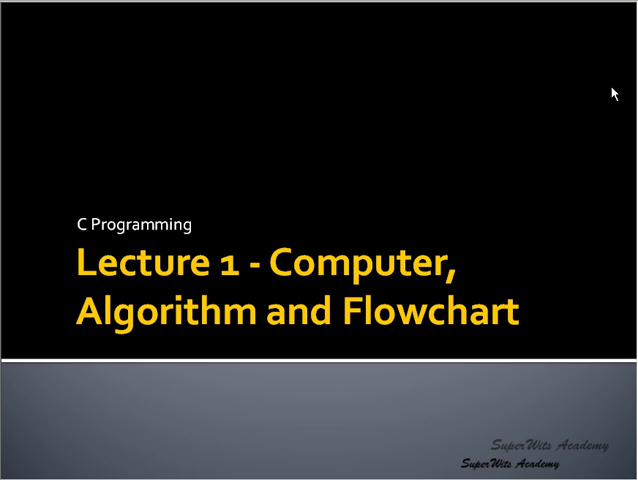 C Programming
Lecture 1 - Computer,
Algorithm and Flowchart
SuperWits Academy
SuperWits Academy